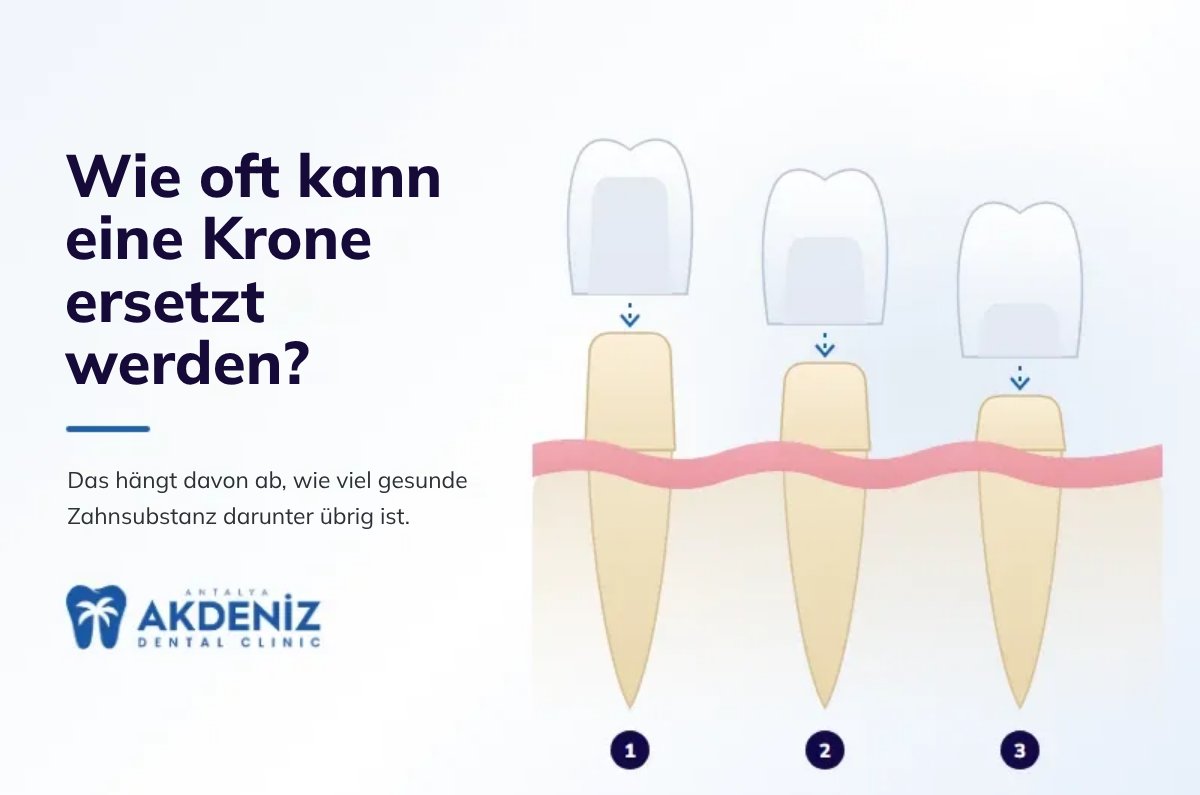 Wie oft kann
eine Krone
ersetzt
werden?
Das hängt davon ab, wie viel gesunde
Zahnsubstanz darunter übrig ist.
ANTALYA
AKDENİZ
DENTAL CLINIC
1
2
3